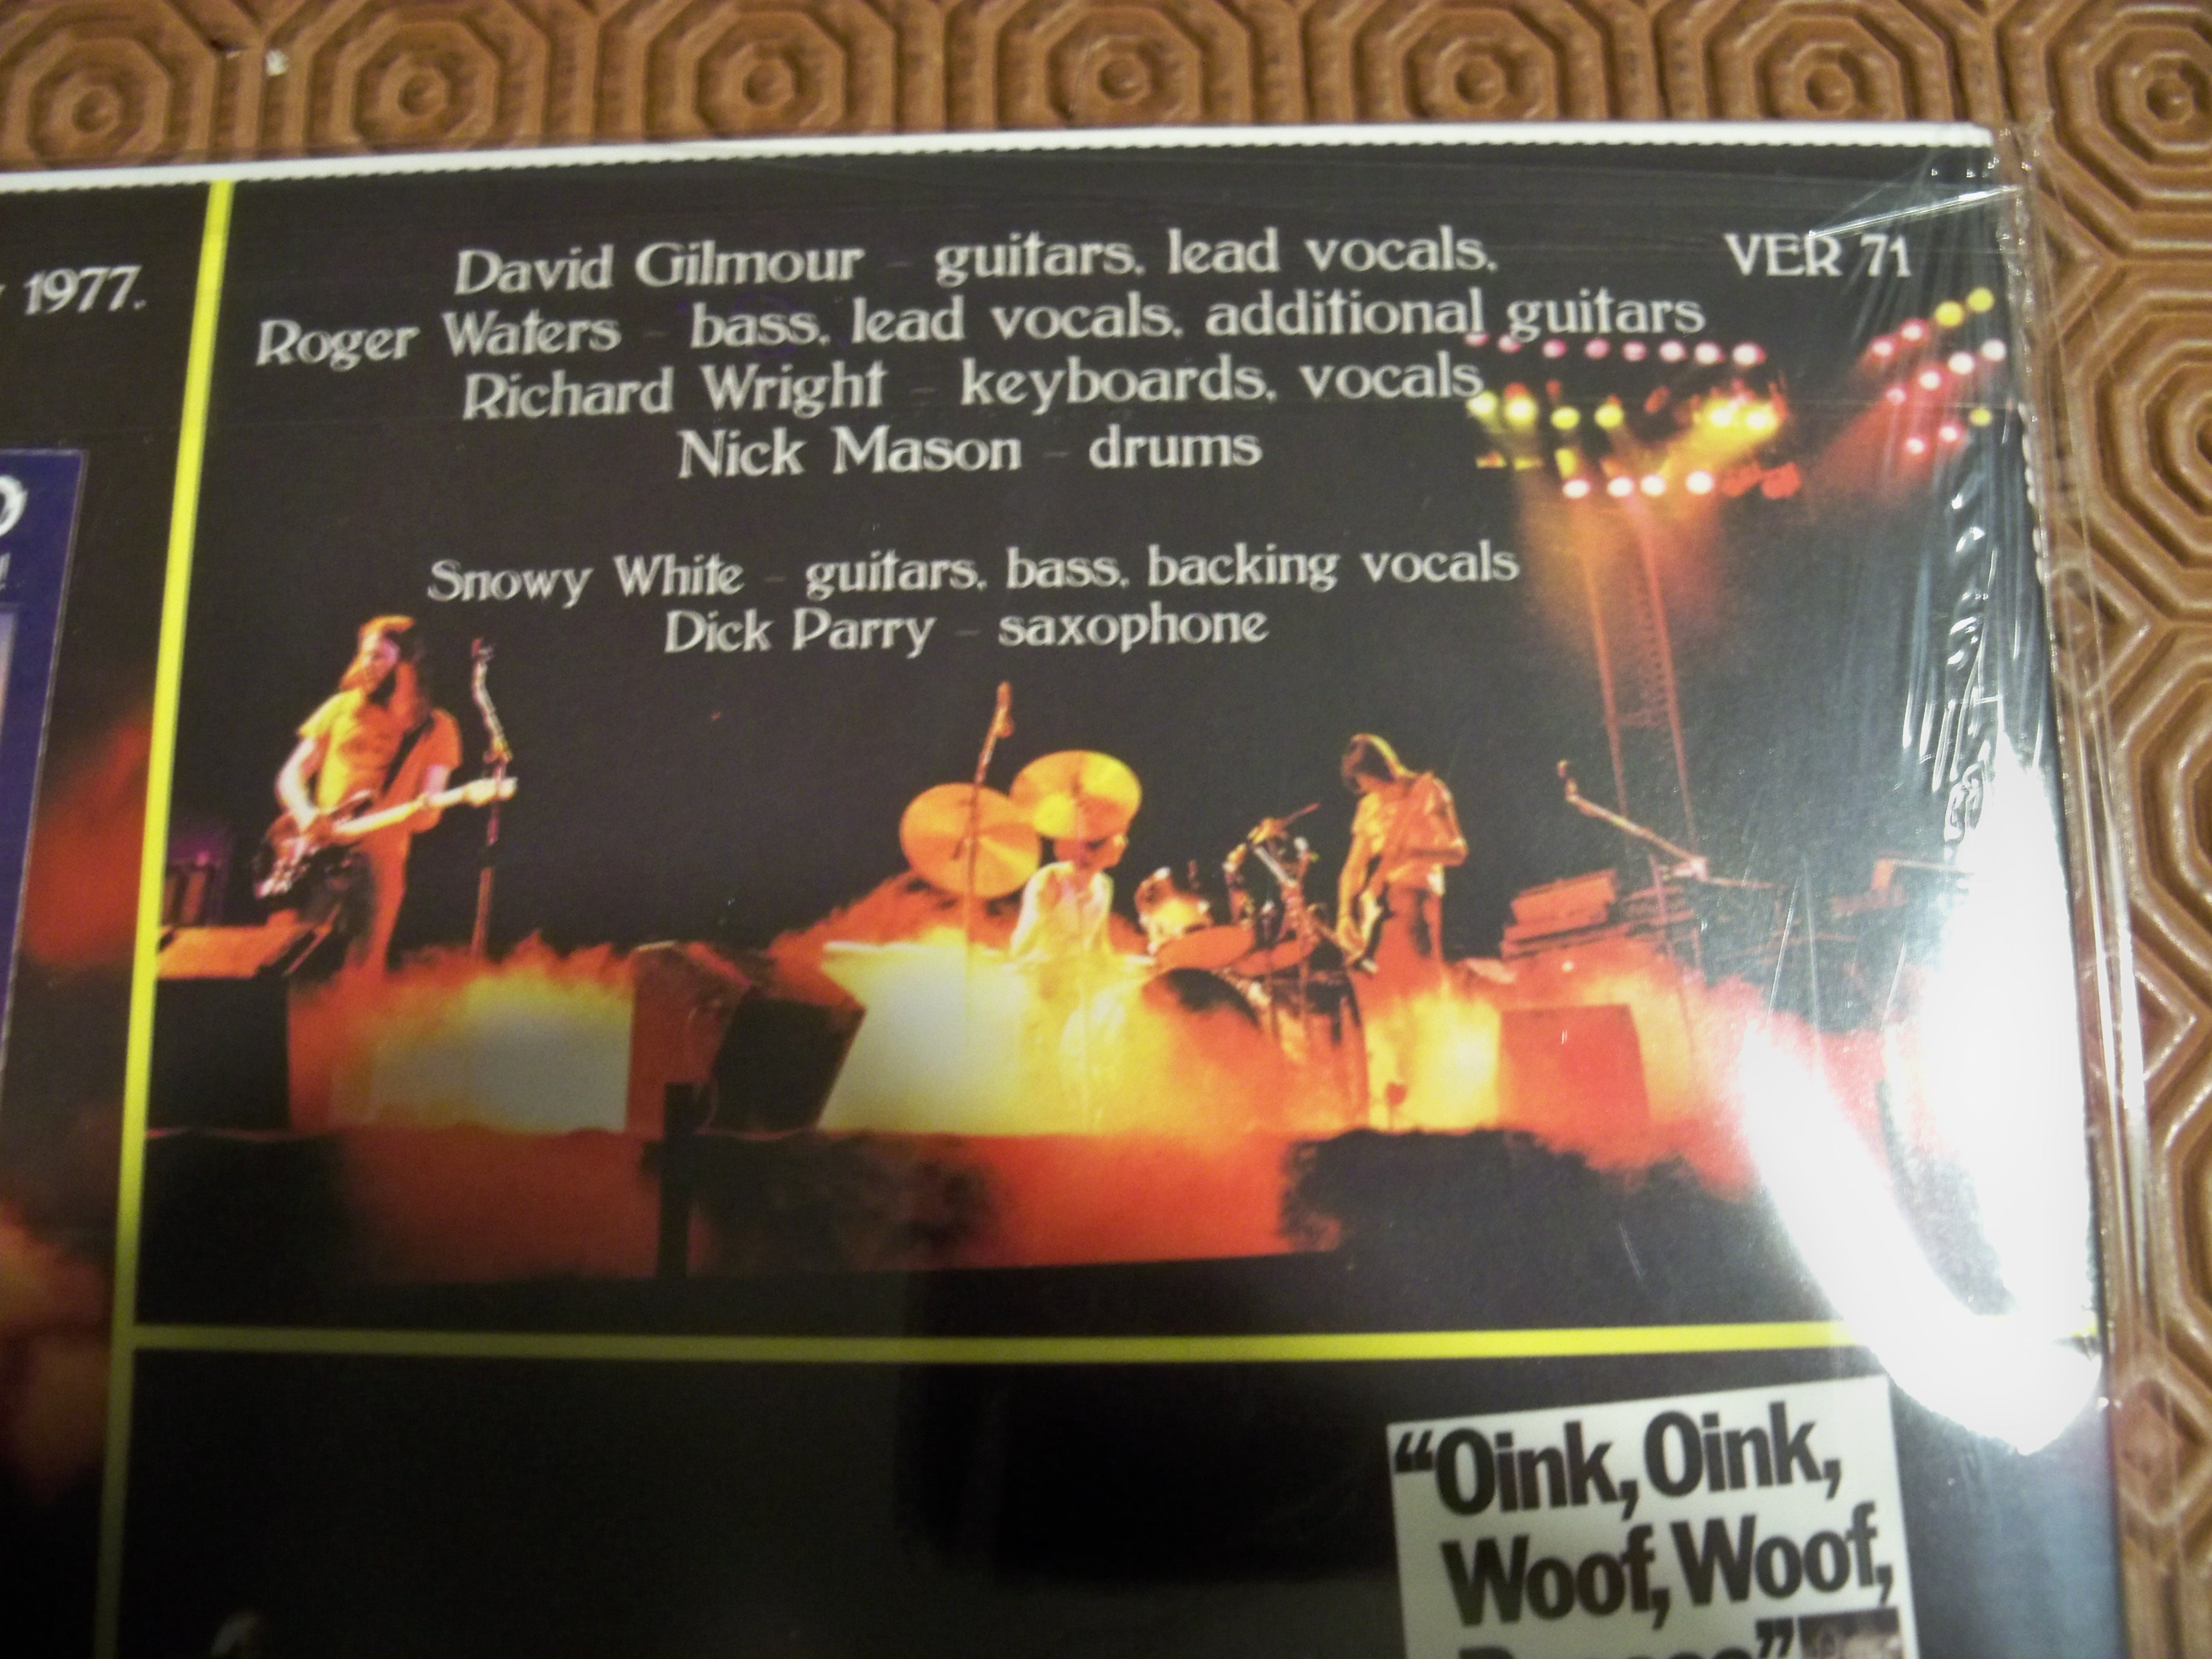 1977.
David Gilmour - guitars, lead vocals,
VER 71
Roger Waters - bass, lead vocals, additional guitars
Richard Wright - keyboards, vocals
Nick Mason - drums
Snowy White - guitars, bass, backing vocals
Dick Parry - saxophone
“Oink, Oink,
Woof, Woof,